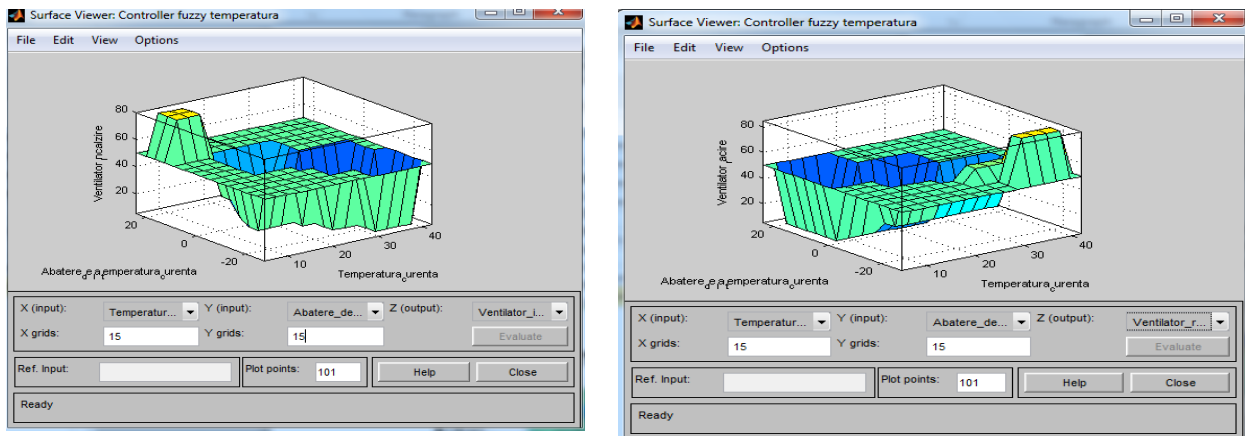 Surface Viewer: Controller fuzzy temperatura
File Edit View Options
80
60
40
20
Ventilator
20
0
-20
10
20
30
40
Temperatura_curenta
X (input): Temperatur... Y (input): Abatere_de... Z (output): Ventilator_i...
X grids: 15 Y grids: 15 Evaluate
Ref. Input: Plot points: 101 Help Close
Ready
Surface Viewer: Controller fuzzy temperatura
File Edit View Options
80
60
40
20
Ventilator
20
0
-20
10
20
30
40
Temperatura_curenta
X (input): Temperatur... Y (input): Abatere_de... Z (output): Ventilator_r...
X grids: 15 Y grids: 15 Evaluate
Ref. Input: Plot points: 101 Help Close
Ready